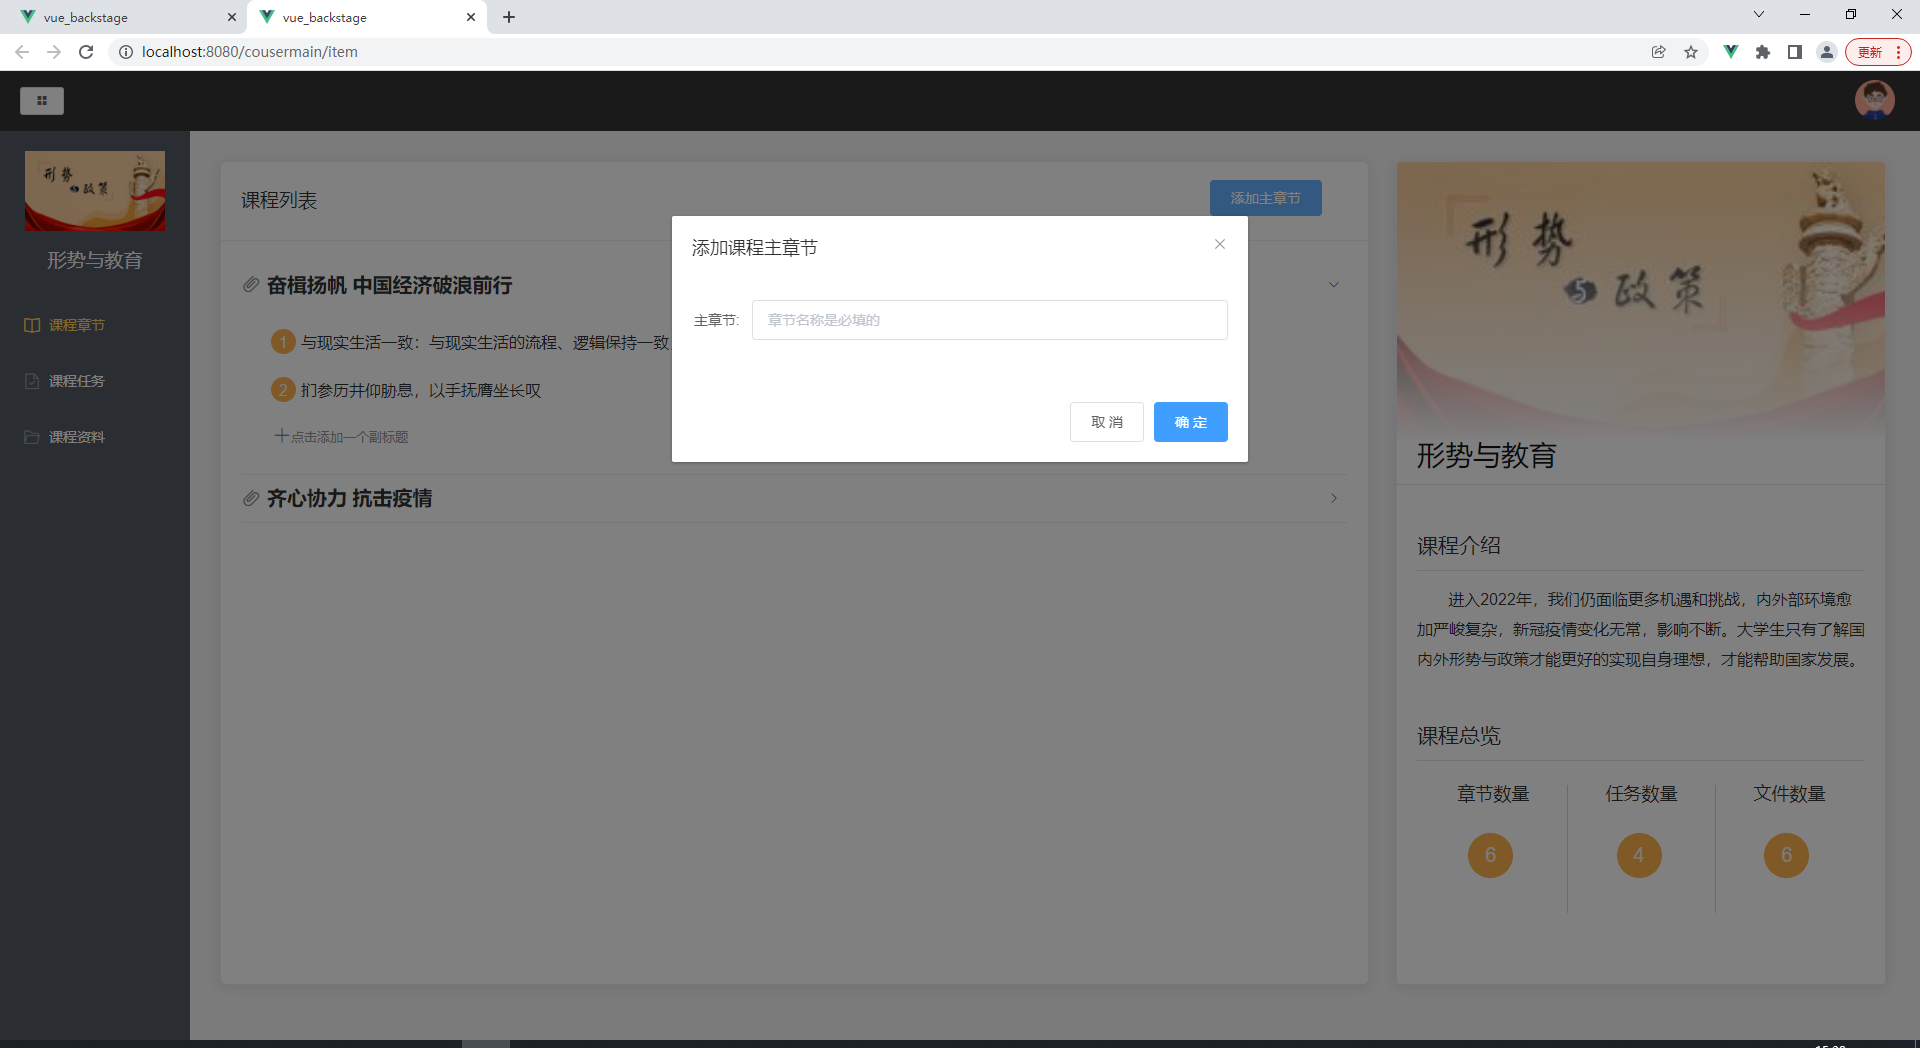 vue_backstage
vue_backstage
localhost:8080/cousermain/item
更新
形势
与政策
形势与教育
课程章节
课程任务
课程资料
课程列表
添加主章节
奋楫扬帆 中国经济破浪前行
1 与现实生活一致：与现实生活的流程、逻辑保持一致
2 扪参历井仰胁息，以手抚膺坐长叹
点击添加一个副标题
齐心协力 抗击疫情
添加课程主章节
主章节:
章节名称是必填的
取 消
确 定
形势
与政策
形势与教育
课程介绍
进入2022年，我们仍面临更多机遇和挑战，内外部环境愈
加严峻复杂，新冠疫情变化无常，影响不断。大学生只有了解国
内外形势与政策才能更好的实现自身理想，才能帮助国家发展。
课程总览
章节数量 任务数量 文件数量
6 4 6